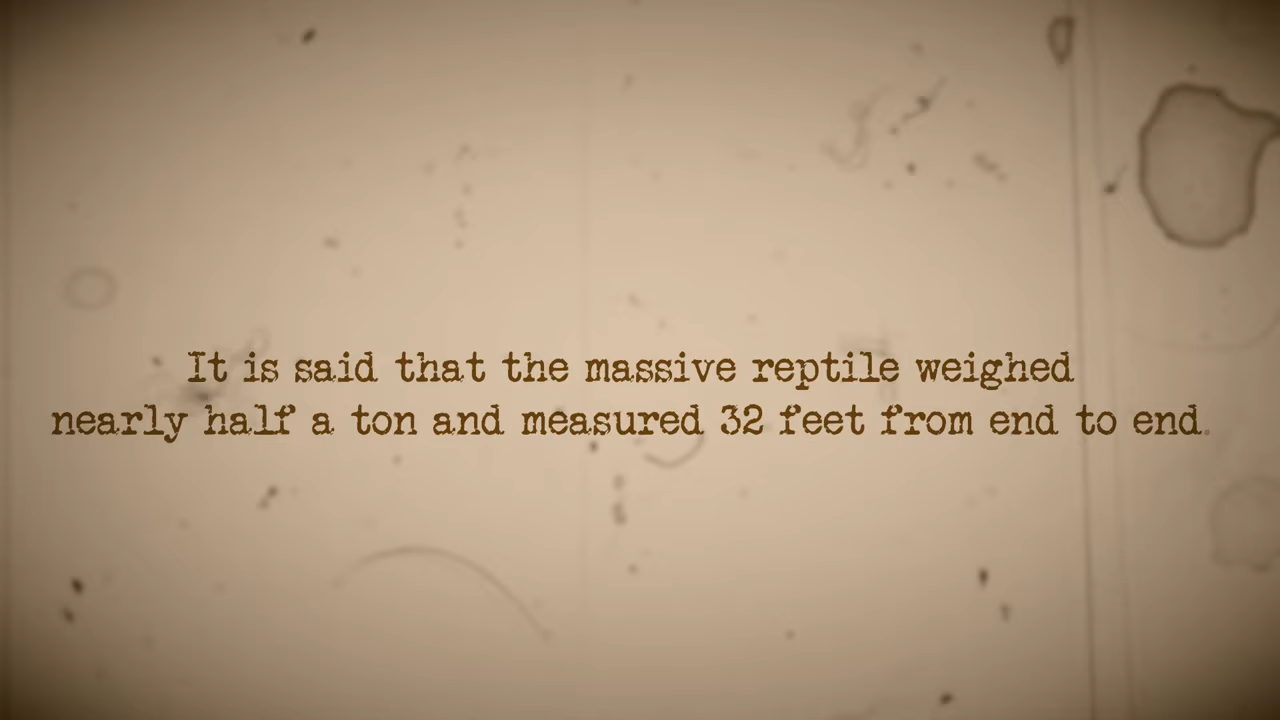 It is said that the massive reptile weighed
nearly half a ton and measured 32 feet from end to end.